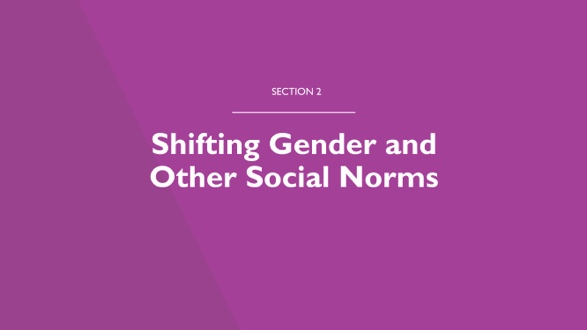 SECTION 2
Shifting Gender and
Other Social Norms